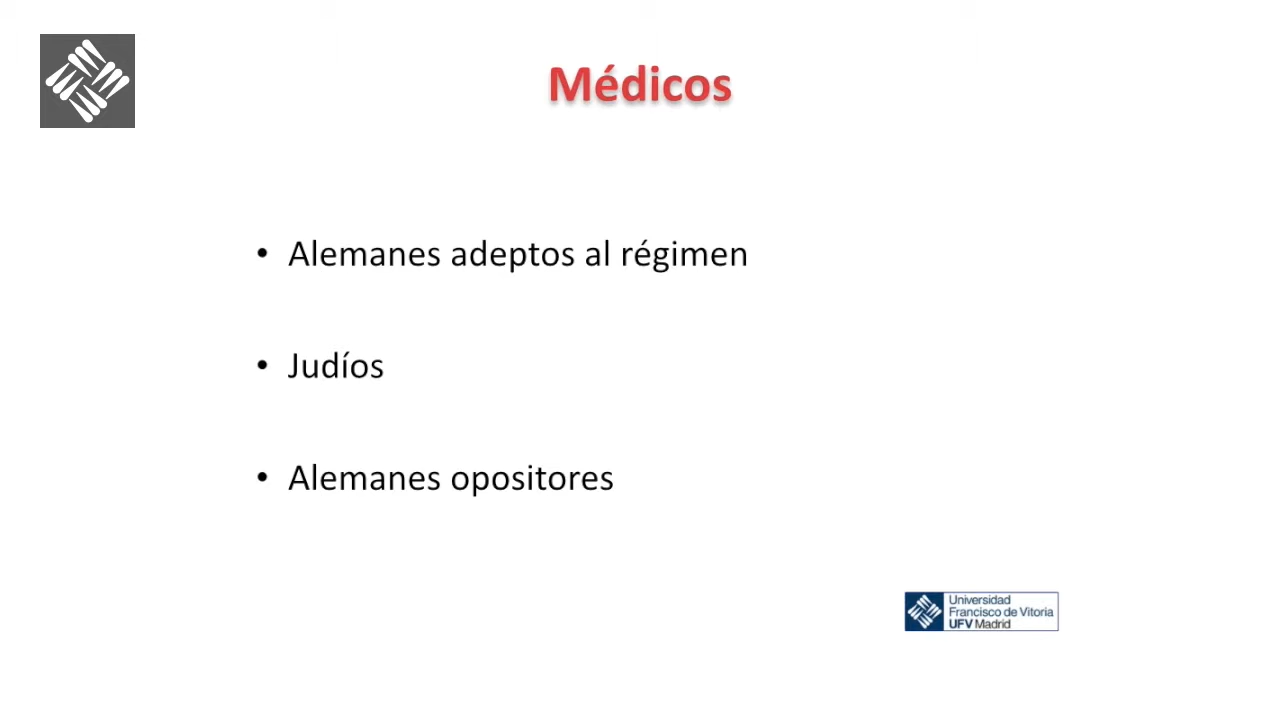 Médicos
• Alemanes adeptos al régimen
• Judíos
• Alemanes opositores
Universidad
Francisco de Vitoria
UFV Madrid